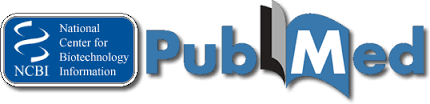 National
Center for
Biotechnology
Information
NCBI
PubMed